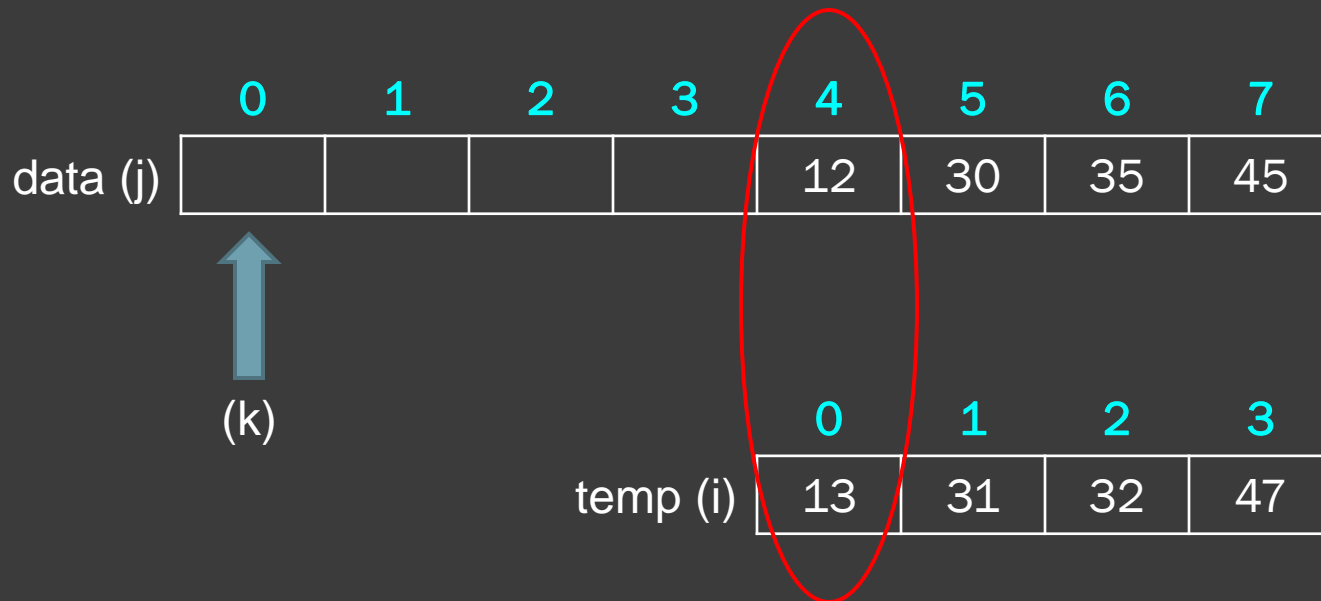 0 1 2 3 4 5 6 7
data (j) 12 30 35 45
(k)
0 1 2 3
temp (i) 13 31 32 47